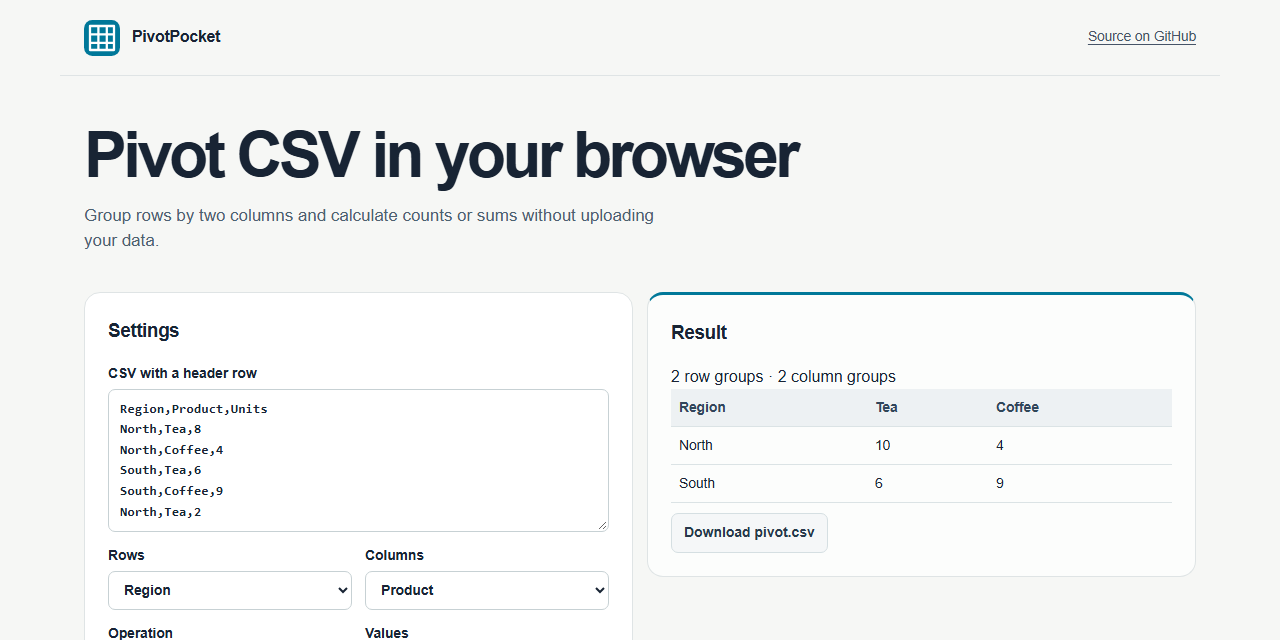 PivotPocket
Source on GitHub
Pivot CSV in your browser
Group rows by two columns and calculate counts or sums without uploading
your data.
Settings
CSV with a header row
Region,Product,Units
North,Tea,8
North,Coffee,4
South,Tea,6
South,Coffee,9
North,Tea,2
Rows
Columns
Region
Product
Operation
Values
Result
2 row groups · 2 column groups
Region Tea Coffee
North 10 4
South 6 9
Download pivot.csv